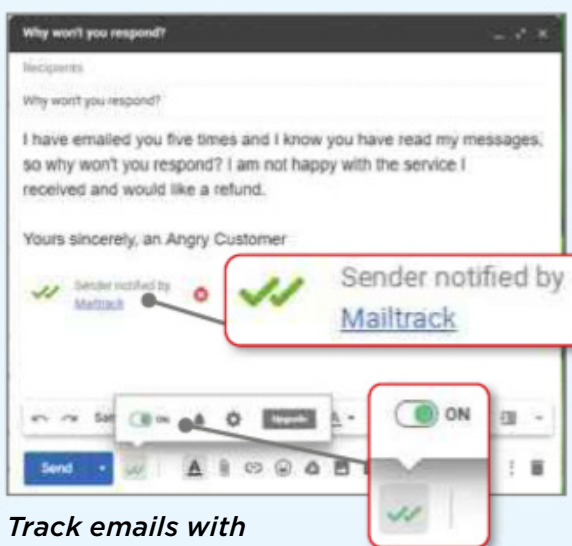 Why won't you respond?
Recipients
Why won't you respond?
I have emailed you five times and I know you have read my messages,
so why won't you respond? I am not happy with the service I
received and would like a refund.
Yours sincerely, an Angry Customer
Sender notified by
Mailtrack
Sender notified by
Mailtrack
ON
ON
Send
Track emails with